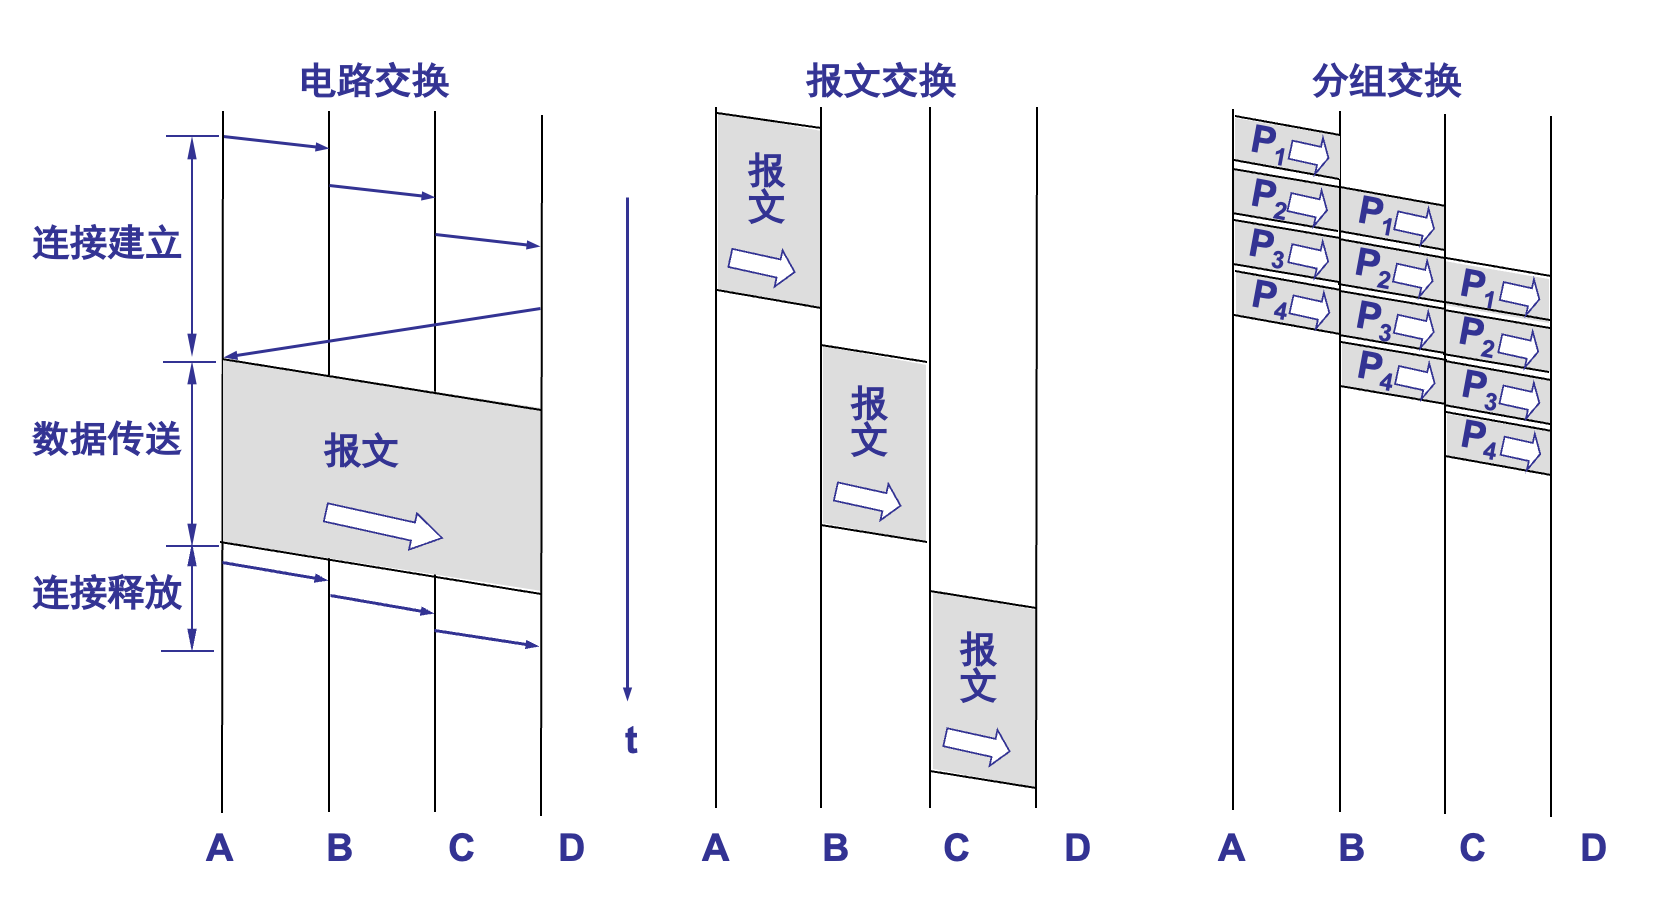 电路交换
报文交换
分组交换
连接建立
数据传送
连接释放
报文
t
报
文
报
文
报
文
P1
P2
P3
P4
P1
P2
P3
P4
P1
P2
P3
P4
A B C D
A B C D
A B C D